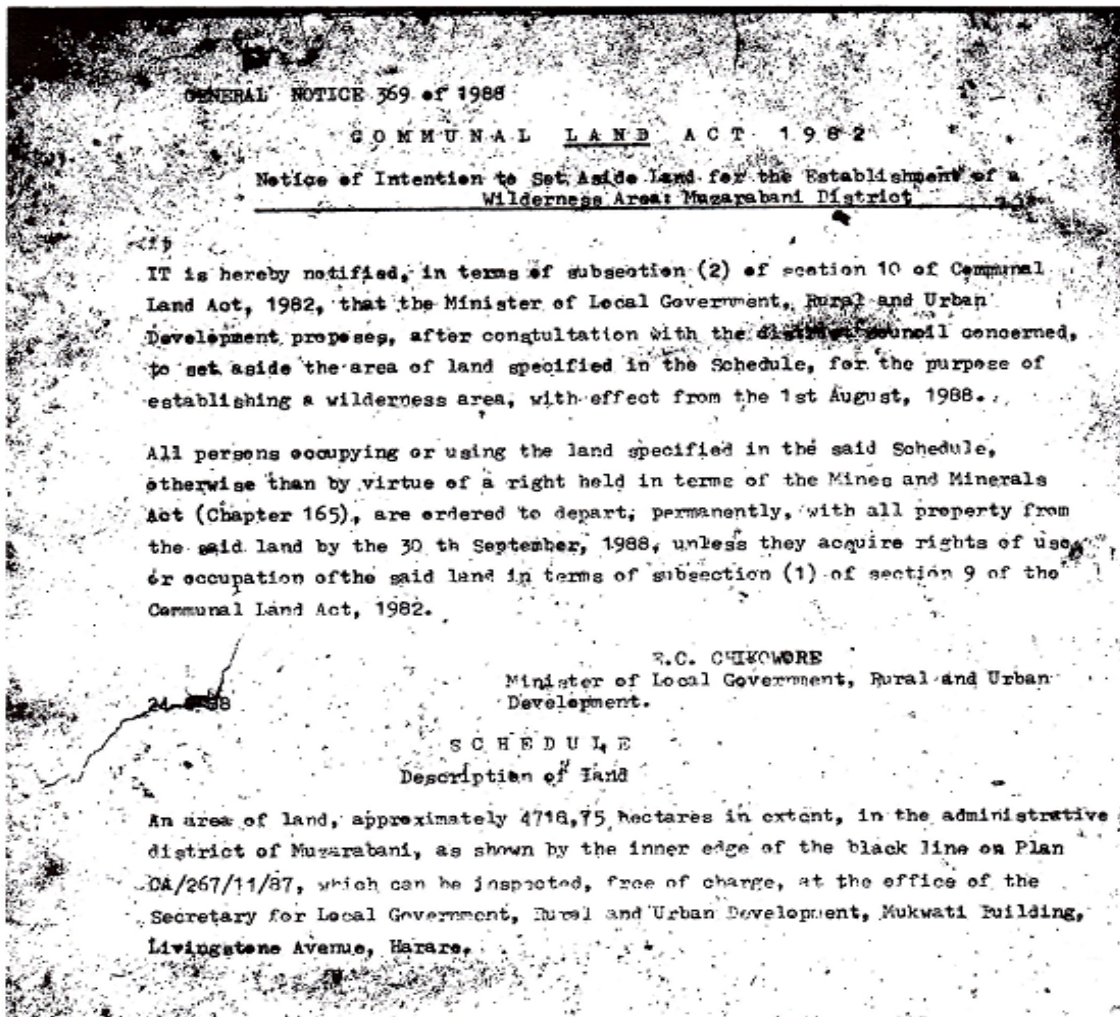 GENERAL NOTICE 369 of 1988
COMMUNAL LAND ACT 1982
Notice of Intention to Set Aside Land for the Establishment of a
Wilderness Area: Muzarabani District
IT is hereby notified, in terms of subsection (2) of section 10 of Communal
Land Act, 1982, that the Minister of Local Government, Rural and Urban
Development proposes, after congtultation with the district council concerned,
to set aside the area of land specified in the Schedule, for the purpose of
establishing a wilderness area, with effect from the 1st August, 1988.
All persons occupying or using the land specified in the said Schedule,
otherwise than by virtue of a right held in terms of the Mines and Minerals
Act (Chapter 165), are ordered to depart, permanently, with all property from
the said land by the 30 th September, 1988, unless they acquire rights of use
or occupation ofthe said land in terms of subsection (1) of section 9 of the
Communal Land Act, 1982.
E.C. CHIKOWORE
Minister of Local Government, Rural and Urban
Development.
SCHEDULE
Description of land
An area of land, approximately 4718,75 hectares in extent, in the administrative
district of Muzarabani, as shown by the inner edge of the black line on Plan
CA/267/11/87, which can be inspected, free of charge, at the office of the
Secretary for Local Government, Rural and Urban Development, Mukwati Building,
Livingstone Avenue, Harare.